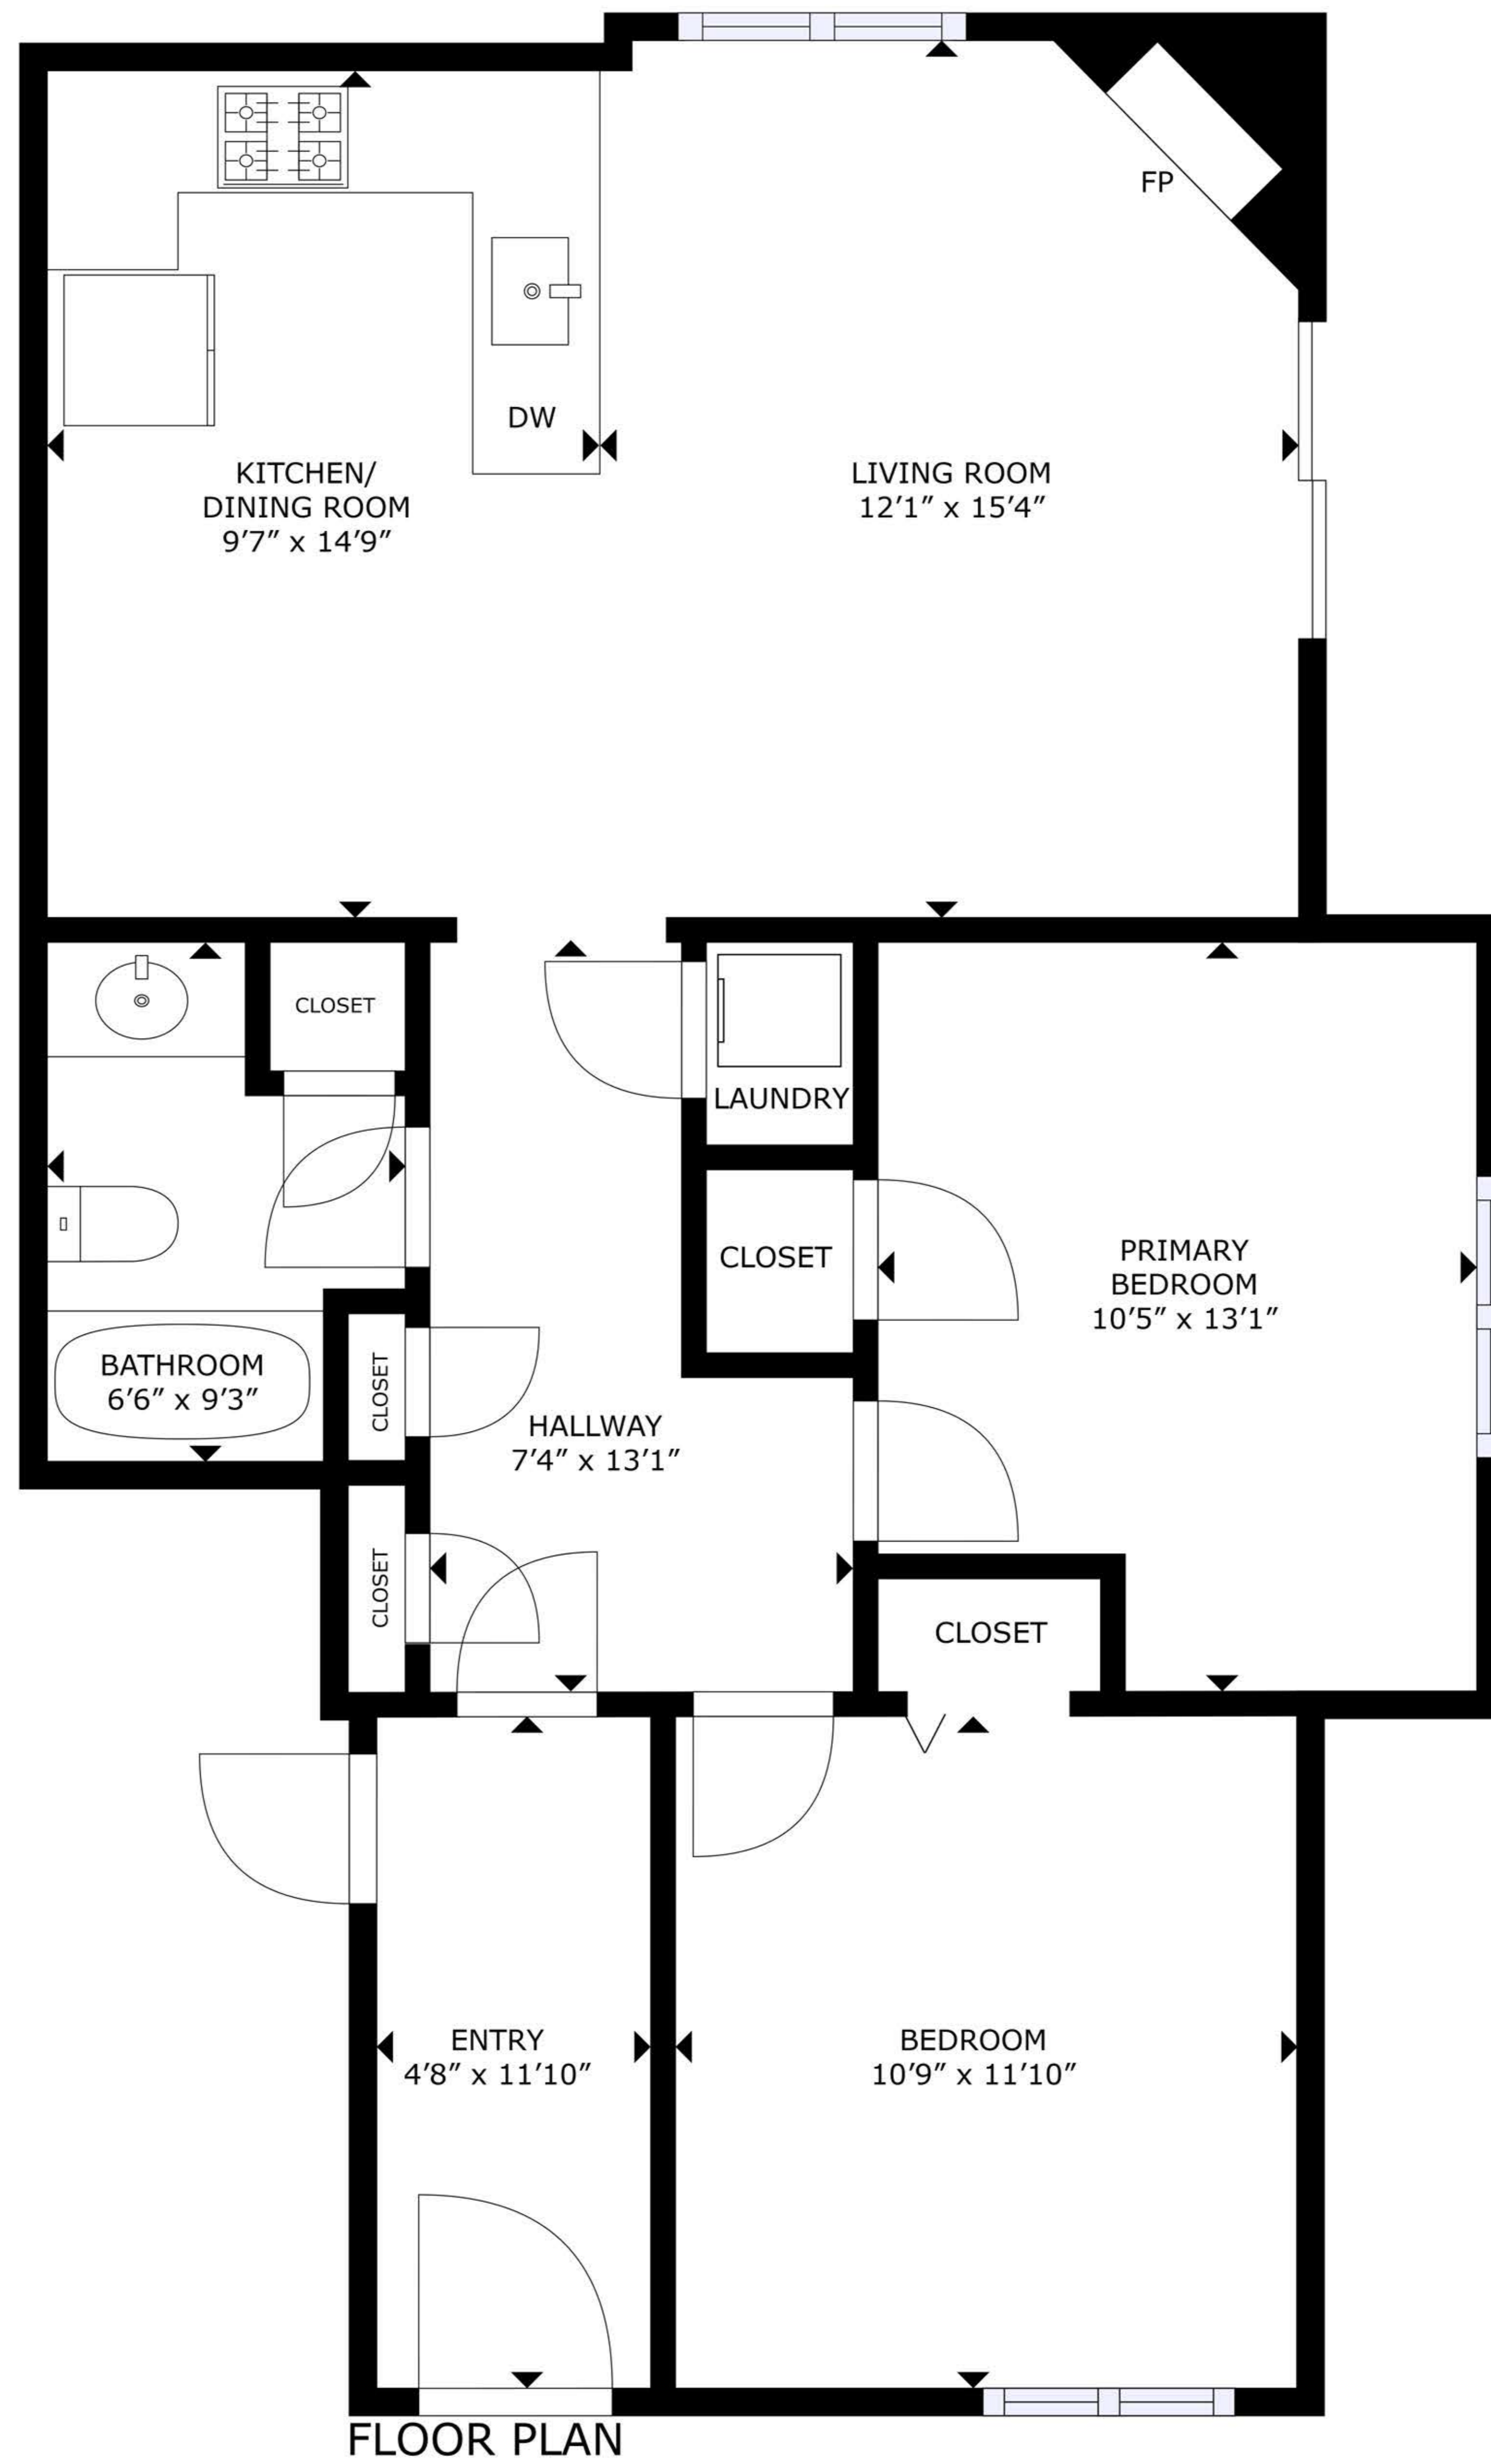 FP
DW
KITCHEN/
DINING ROOM
9'7" x 14'9"
LIVING ROOM
12'1" x 15'4"
CLOSET
LAUNDRY
CLOSET
PRIMARY
BEDROOM
10'5" x 13'1"
BATHROOM
6'6" x 9'3"
CLOSET
HALLWAY
7'4" x 13'1"
CLOSET
CLOSET
ENTRY
4'8" x 11'10"
BEDROOM
10'9" x 11'10"
FLOOR PLAN